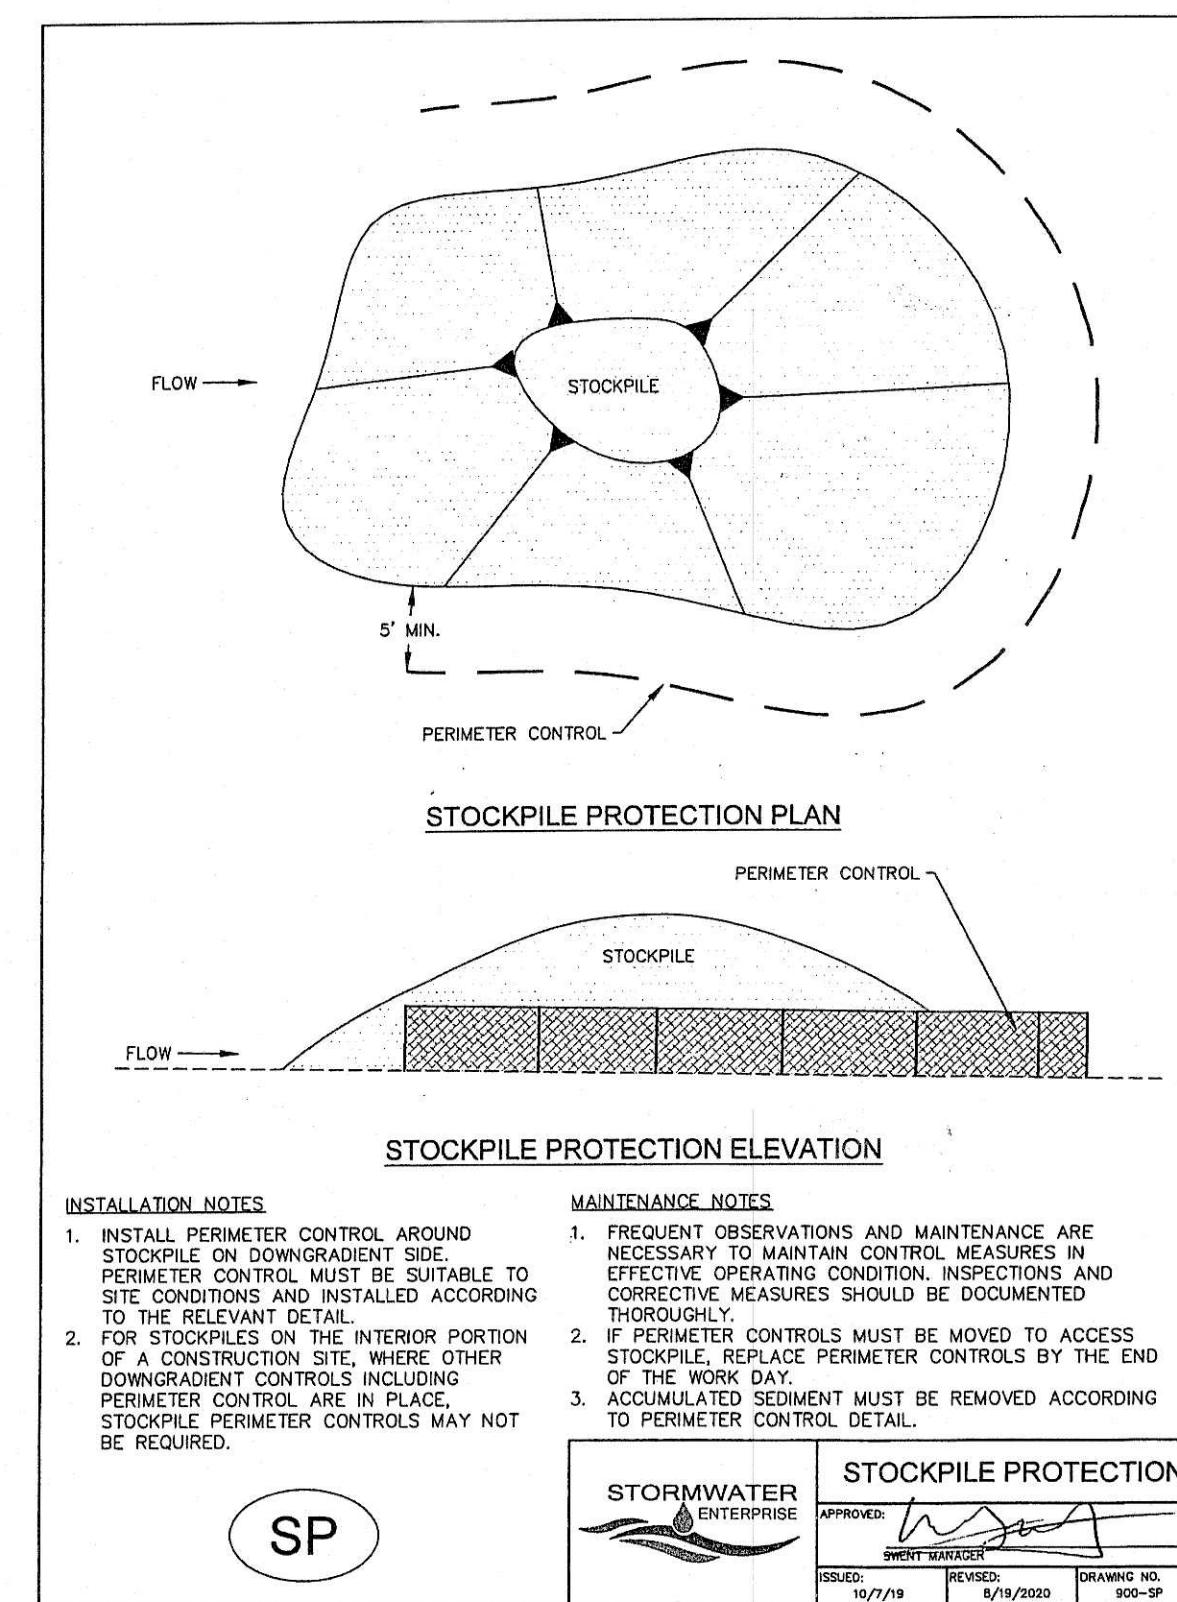 FLOW
STOCKPILE
5' MIN.
PERIMETER CONTROL
STOCKPILE PROTECTION PLAN
PERIMETER CONTROL
STOCKPILE
FLOW
STOCKPILE PROTECTION ELEVATION
INSTALLATION NOTES
1. INSTALL PERIMETER CONTROL AROUND
STOCKPILE ON DOWNGRADIENT SIDE.
PERIMETER CONTROL MUST BE SUITABLE TO
SITE CONDITIONS AND INSTALLED ACCORDING
TO THE RELEVANT DETAIL.
2. FOR STOCKPILES ON THE INTERIOR PORTION
OF A CONSTRUCTION SITE, WHERE OTHER
DOWNGRADIENT CONTROLS INCLUDING
PERIMETER CONTROL ARE IN PLACE,
STOCKPILE PERIMETER CONTROLS MAY NOT
BE REQUIRED.
MAINTENANCE NOTES
1. FREQUENT OBSERVATIONS AND MAINTENANCE ARE
NECESSARY TO MAINTAIN CONTROL MEASURES IN
EFFECTIVE OPERATING CONDITION. INSPECTIONS AND
CORRECTIVE MEASURES SHOULD BE DOCUMENTED
THOROUGHLY.
2. IF PERIMETER CONTROLS MUST BE MOVED TO ACCESS
STOCKPILE, REPLACE PERIMETER CONTROLS BY THE END
OF THE WORK DAY.
3. ACCUMULATED SEDIMENT MUST BE REMOVED ACCORDING
TO PERIMETER CONTROL DETAIL.
SP
STORMWATER
ENTERPRISE
STOCKPILE PROTECTION
APPROVED:
SWENT MANAGER
ISSUED:
10/7/19
REVISED:
8/19/2020
DRAWING NO.
900-SP